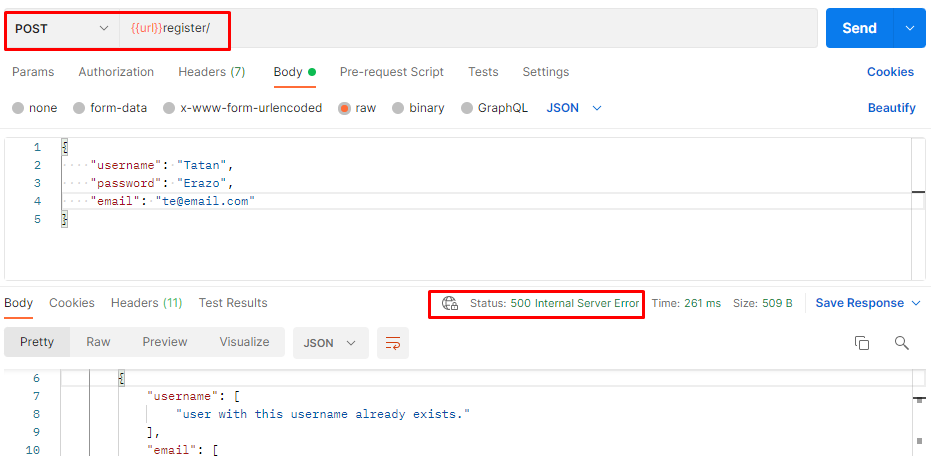 POST {{url}}register/ Send
Params Authorization Headers (7) Body Pre-request Script Tests Settings Cookies
none form-data x-www-form-urlencoded raw binary GraphQL JSON Beautify
1 {
2 "username": "Tatan",
3 "password": "Erazo",
4 "email": "te@email.com"
5 }
Body Cookies Headers (11) Test Results Status: 500 Internal Server Error Time: 261 ms Size: 509 B Save Response
Pretty Raw Preview Visualize JSON
6 {
7 "username": [
8 "user with this username already exists."
9 ],
10 "email": [